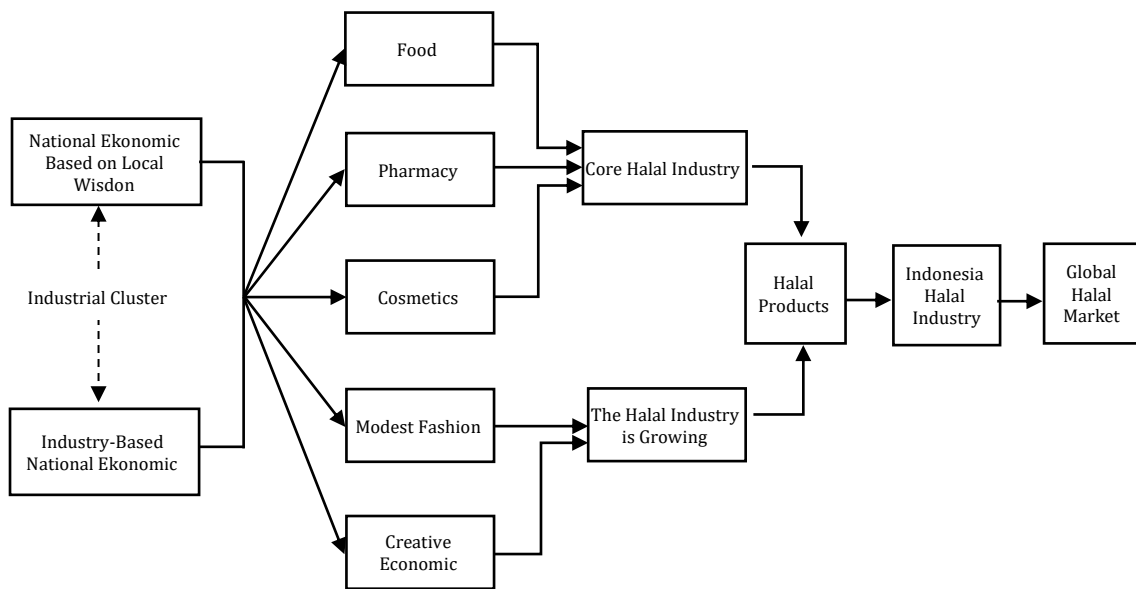 National Ekonomic
Based on Local
Wisdon
Industrial Cluster
Industry-Based
National Ekonomic
Food
Pharmacy
Cosmetics
Modest Fashion
Creative
Economic
Core Halal Industry
The Halal Industry
is Growing
Halal
Products
Indonesia
Halal
Industry
Global
Halal
Market